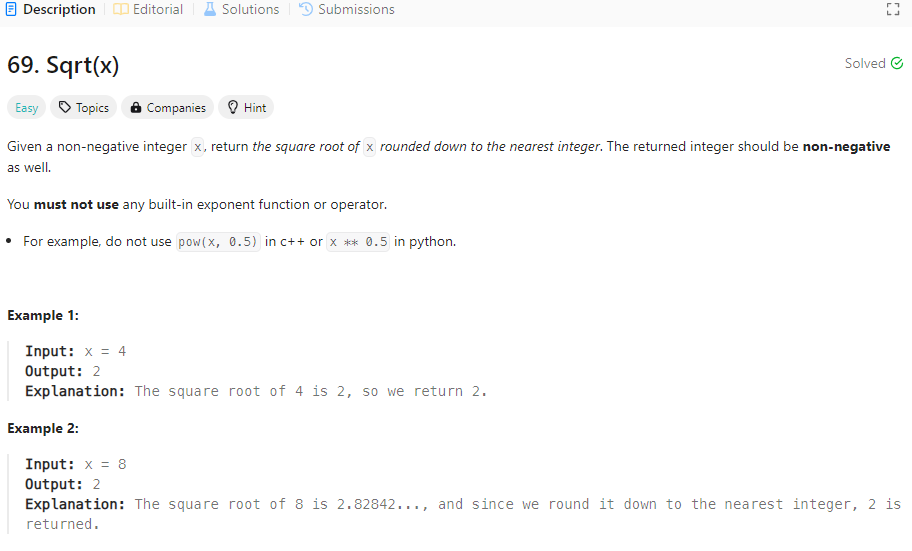 Description Editorial Solutions Submissions
69. Sqrt(x) Solved
Easy Topics Companies Hint
Given a non-negative integer x, return the square root of x rounded down to the nearest integer. The returned integer should be non-negative
as well.
You must not use any built-in exponent function or operator.
• For example, do not use pow(x, 0.5) in c++ or x ** 0.5 in python.
Example 1:
Input: x = 4
Output: 2
Explanation: The square root of 4 is 2, so we return 2.
Example 2:
Input: x = 8
Output: 2
Explanation: The square root of 8 is 2.82842..., and since we round it down to the nearest integer, 2 is
returned.